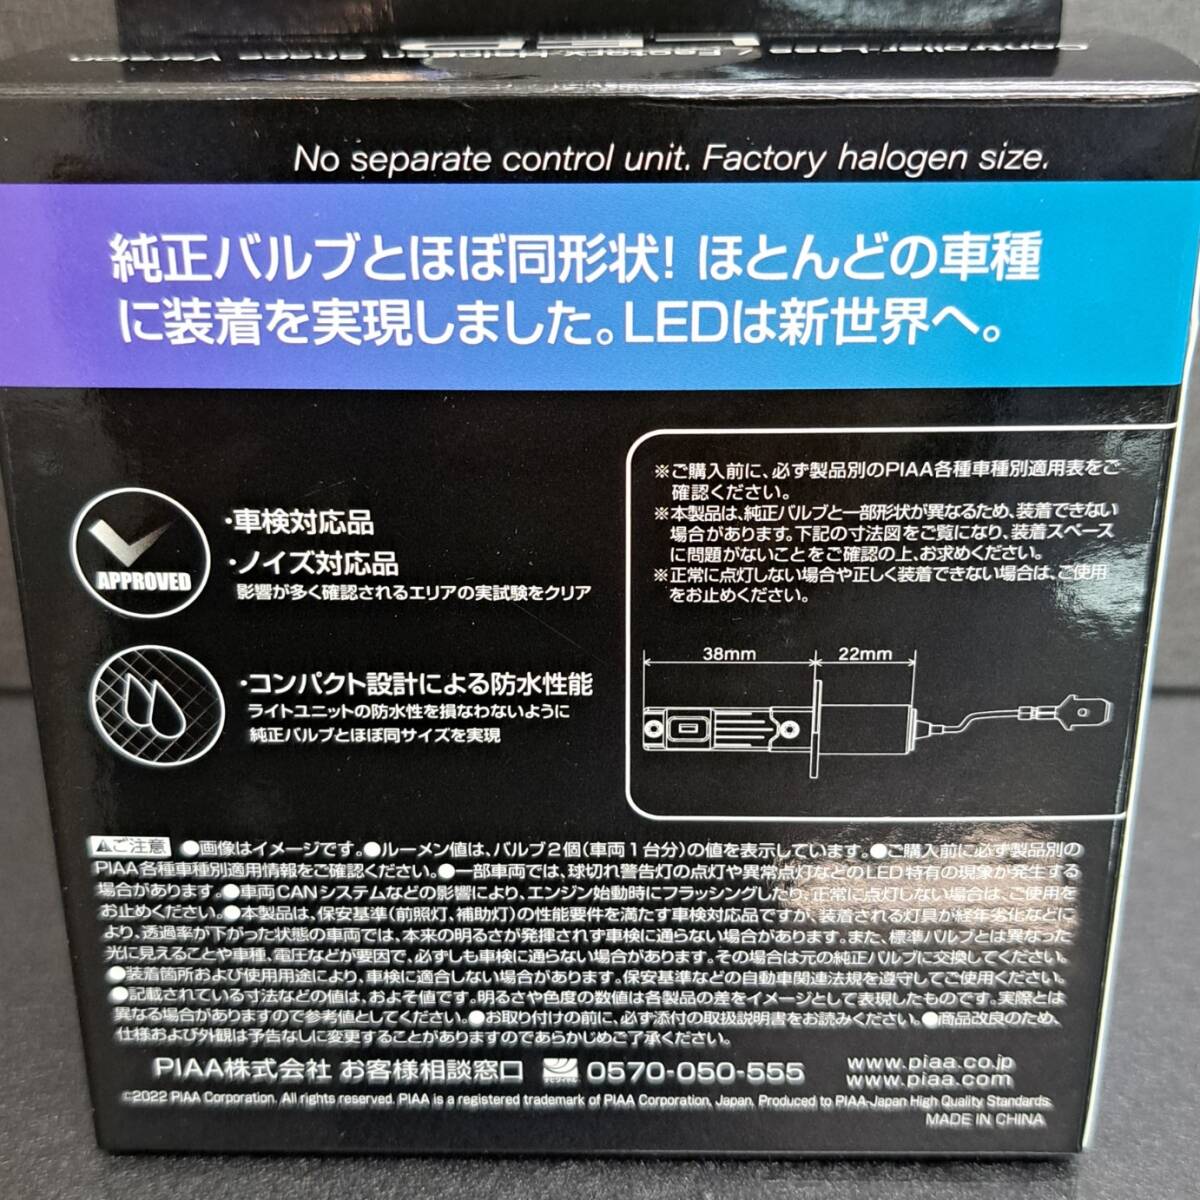 Controller-Less / Factory Halogen Shape Version
No separate control unit. Factory halogen size.
純正バルブとほぼ同形状! ほとんどの車種
に装着を実現しました。LEDは新世界へ。
APPROVED
・車検対応品
・ノイズ対応品
影響が多く確認されるエリアの実試験をクリア
・コンパクト設計による防水性能
ライトユニットの防水性を損なわないように
純正バルブとほぼ同サイズを実現
※ご購入前に、必ず製品別のPIAA各種車種別適用表をご
確認ください。
※本製品は、純正バルブと一部形状が異なるため、装着できない
場合があります。下記の寸法図をご覧になり、装着スペース
に問題がないことをご確認の上、お求めください。
※正常に点灯しない場合や正しく装着できない場合は、ご使用
をお止めください。
38mm
22mm
ご注意 ●画像はイメージです。●ルーメン値は、バルブ2個(車両1台分)の値を表示しています。●ご購入前に必ず製品別の
PIAA各種車種別適用情報をご確認ください。●一部車両では、球切れ警告灯の点灯や異常点灯などのLED特有の現象が発生する
場合があります。●車両CANシステムなどの影響により、エンジン始動時にフラッシングしたり、正常に点灯しない場合は、ご使用を
お止めください。●本製品は、保安基準(前照灯、補助灯)の性能要件を満たす車検対応品ですが、装着される灯具が経年劣化などに
より、透過率が下がった状態の車両では、本来の明るさが発揮されず車検に通らない場合があります。また、標準バルブとは異なった
光に見えることや車種、電圧などが要因で、必ずしも車検に通らない場合があります。その場合は元の純正バルブに交換してください。
●装着箇所および使用用途により、車検に適合しない場合があります。保安基準などの自動車関連法規を遵守してご使用ください。
●記載されている寸法などの値は、およそ値です。明るさや色度の数値は各製品の差をイメージとして表現したものです。実際とは
異なる場合がありますので参考値としてください。●お取り付けの前に、必ず添付の取扱説明書をお読みください。●商品改良のため、
仕様および外観は予告なしに変更することがありますのであらかじめご了承ください。
PIAA株式会社 お客様相談窓口 ナビダイヤル 0570-050-555
www.piaa.co.jp
www.piaa.com
©2022 PIAA Corporation. All rights reserved. PIAA is a registered trademark of PIAA Corporation, Japan. Produced to PIAA-Japan High Quality Standards.
MADE IN CHINA